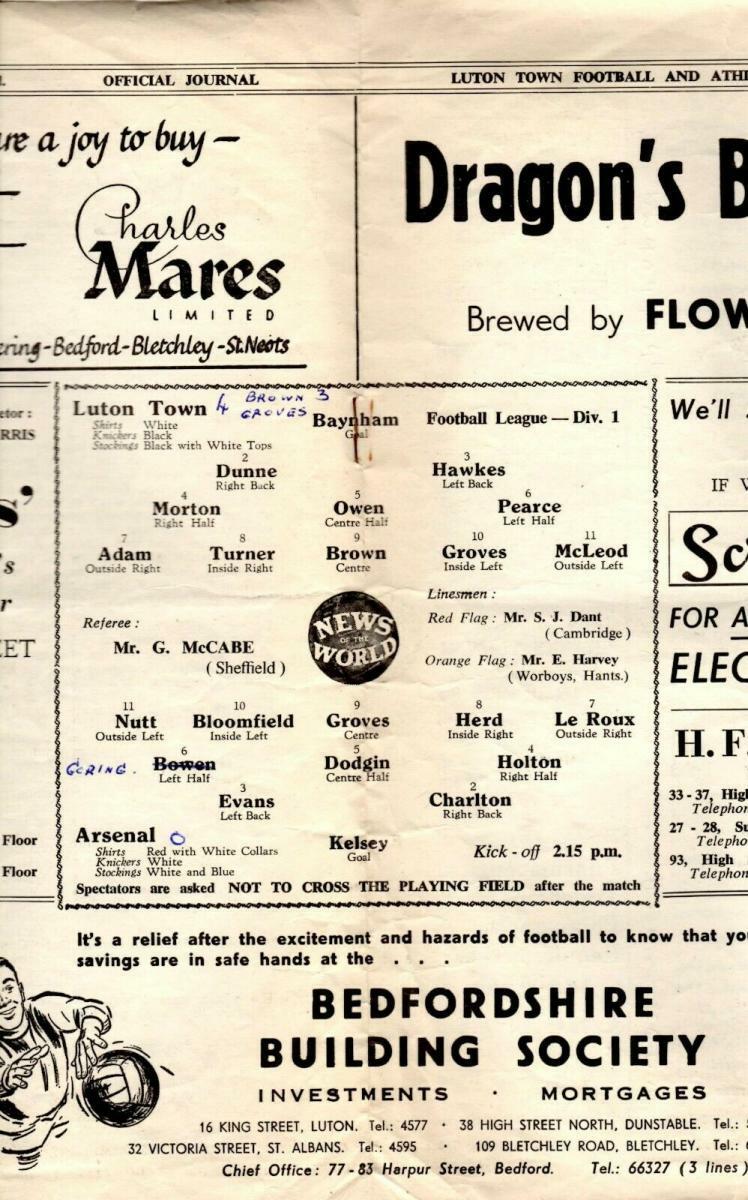 OFFICIAL JOURNAL
LUTON TOWN FOOTBALL AND
a joy to buy —
Charles
Mares
LIMITED
-Bedford-Bletchley-St.Neots
Dragon's B
Brewed by FLOW
Luton Town 4 BROWN 3
GROVES
Shirts White
Knickers Black
Stockings Black with White Tops
Baynham
Goal
Football League — Div. 1
2
Dunne
Right Back
3
Hawkes
Left Back
4
Morton
Right Half
5
Owen
Centre Half
6
Pearce
Left Half
7
Adam
Outside Right
8
Turner
Inside Right
9
Brown
Centre
10
Groves
Inside Left
11
McLeod
Outside Left
Referee :
Mr. G. McCABE
( Sheffield )
NEWS
OF THE
WORLD
Linesmen :
Red Flag : Mr. S. J. Dant
( Cambridge )
Orange Flag : Mr. E. Harvey
(Worboys, Hants.)
11
Nutt
Outside Left
10
Bloomfield
Inside Left
9
Groves
Centre
8
Herd
Inside Right
7
Le Roux
Outside Right
GORING.
6
Bowen
Left Half
5
Dodgin
Centre Half
4
Holton
Right Half
3
Evans
Left Back
2
Charlton
Right Back
Arsenal 0
Shirts Red with White Collars
Knickers White
Stockings White and Blue
Kelsey
Goal
Kick - off 2.15 p.m.
Spectators are asked NOT TO CROSS THE PLAYING FIELD after the match
RRIS
Floor
Floor
We'll
IF
FOR A
ELEC
H. F.
33 - 37, High
Telephon
27 - 28, Su
Telepho
93, High
Telephon
It's a relief after the excitement and hazards of football to know that you
savings are in safe hands at the . . .
BEDFORDSHIRE
BUILDING SOCIETY
INVESTMENTS · MORTGAGES
16 KING STREET, LUTON. Tel.: 4577 · 38 HIGH STREET NORTH, DUNSTABLE. Tel.:
32 VICTORIA STREET, ST. ALBANS. Tel.: 4595 · 109 BLETCHLEY ROAD, BLETCHLEY. Tel.:
Chief Office : 77 - 83 Harpur Street, Bedford. Tel.: 66327 (3 lines)